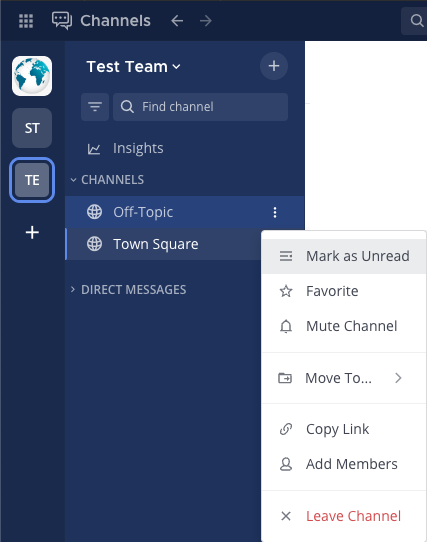 Channels
Test Team
Find channel
ST
Insights
TE
CHANNELS
Off-Topic
Town Square
DIRECT MESSAGES
Mark as Unread
Favorite
Mute Channel
Move To...
Copy Link
Add Members
Leave Channel